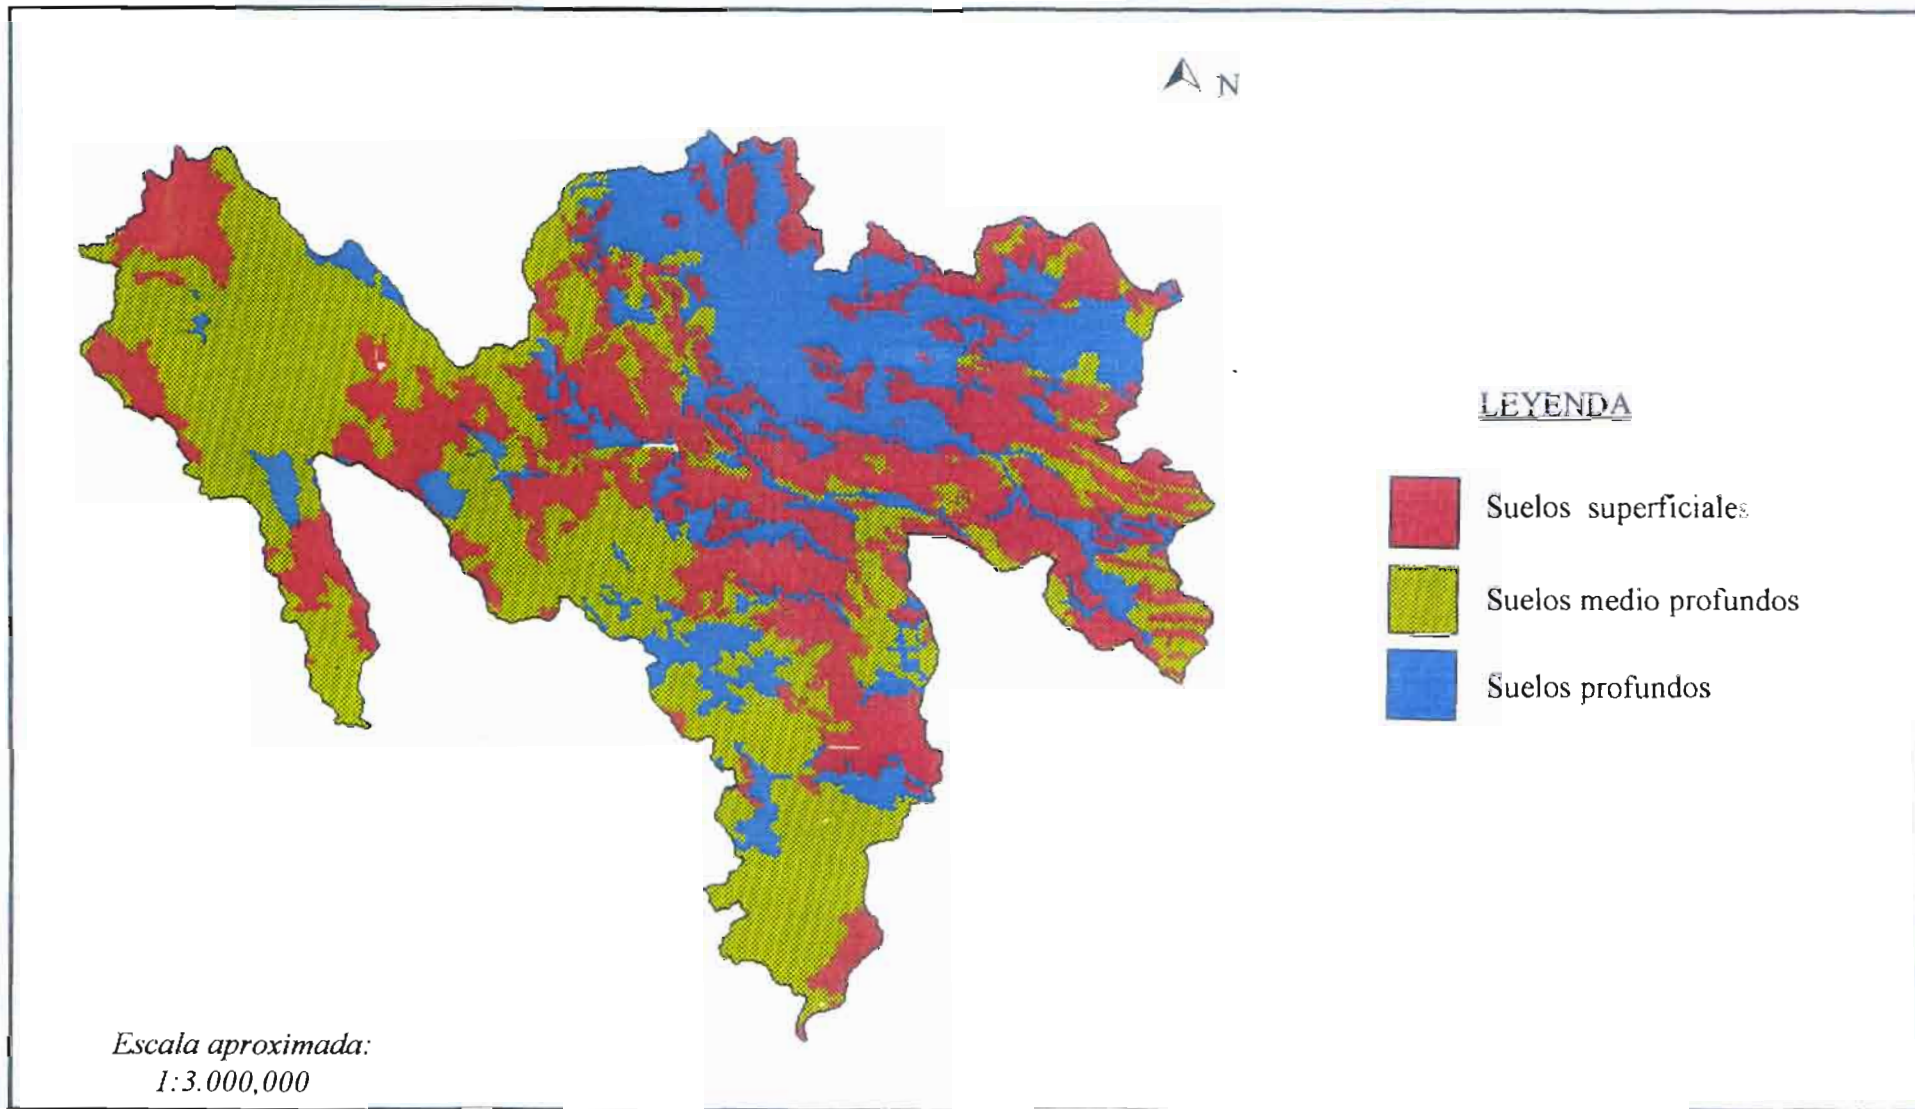 N
LEYENDA
Suelos superficiales
Suelos medio profundos
Suelos profundos
Escala aproximada:
1:3.000,000